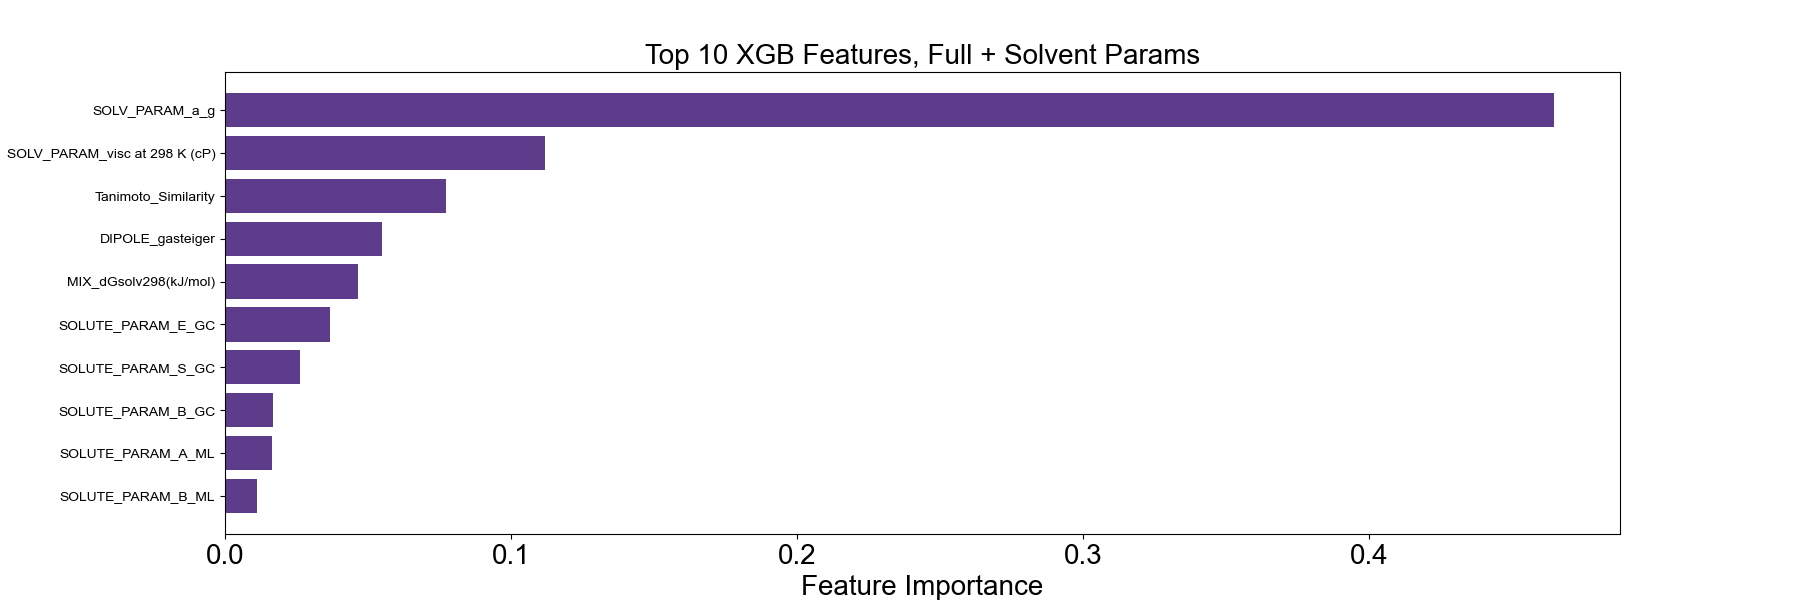 Top 10 XGB Features, Full + Solvent Params
SOLV_PARAM_a_g
SOLV_PARAM_visc at 298 K (cP)
Tanimoto_Similarity
DIPOLE_gasteiger
MIX_dGsolv298(kJ/mol)
SOLUTE_PARAM_E_GC
SOLUTE_PARAM_S_GC
SOLUTE_PARAM_B_GC
SOLUTE_PARAM_A_ML
SOLUTE_PARAM_B_ML
0.0 0.1 0.2 0.3 0.4
Feature Importance